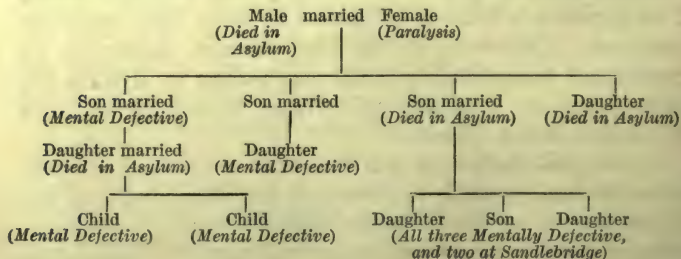 Male married Female
(Died in (Paralysis)
Asylum)
Son married Son married Son married Daughter
(Mental Defective) (Died in Asylum) (Died in Asylum)
Daughter married Daughter
(Died in Asylum) (Mental Defective)
Child Child Daughter Son Daughter
(Mental Defective) (Mental Defective) (All three Mentally Defective,
and two at Sandlebridge)